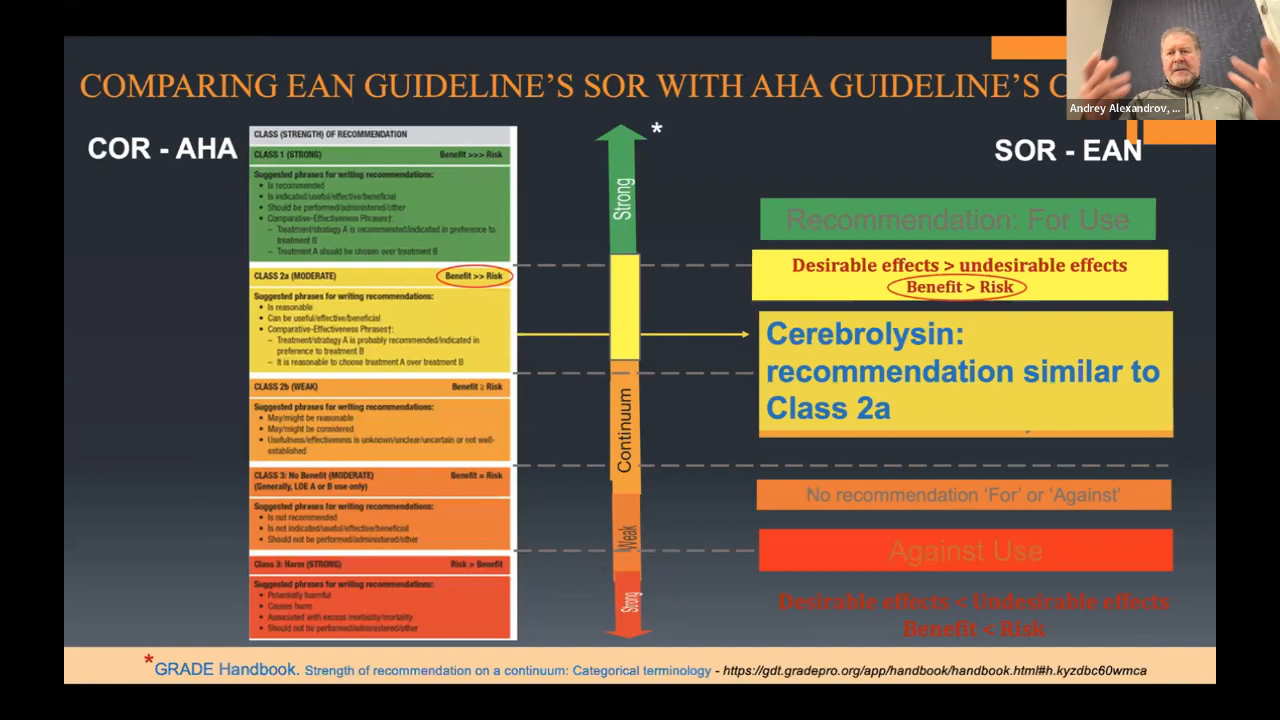 COMPARING EAN GUIDELINE'S SOR WITH AHA GUIDELINE'S C
Andrey Alexandrov, ...
COR - AHA
CLASS (STRENGTH) OF RECOMMENDATION
CLASS 1 (STRONG) Benefit >>> Risk
Suggested phrases for writing recommendations:
• Is recommended
• Is indicated/useful/effective/beneficial
• Should be performed/administered/other
• Comparative-Effectiveness Phrases†:
– Treatment/strategy A is recommended/indicated in preference to
treatment B
– Treatment A should be chosen over treatment B
CLASS 2a (MODERATE) Benefit >> Risk
Suggested phrases for writing recommendations:
• Is reasonable
• Can be useful/effective/beneficial
• Comparative-Effectiveness Phrases†:
– Treatment/strategy A is probably recommended/indicated in
preference to treatment B
– It is reasonable to choose treatment A over treatment B
CLASS 2b (WEAK) Benefit ≥ Risk
Suggested phrases for writing recommendations:
• May/might be reasonable
• May/might be considered
• Usefulness/effectiveness is unknown/unclear/uncertain or not well-
established
CLASS 3: No Benefit (MODERATE) Benefit = Risk
(Generally, LOE A or B use only)
Suggested phrases for writing recommendations:
• Is not recommended
• Is not indicated/useful/effective/beneficial
• Should not be performed/administered/other
Class 3: Harm (STRONG) Risk > Benefit
Suggested phrases for writing recommendations:
• Potentially harmful
• Causes harm
• Associated with excess morbidity/mortality
• Should not be performed/administered/other
*
Strong
Continuum
Weak
Strong
SOR - EAN
Recommendation: For Use
Desirable effects > undesirable effects
Benefit > Risk
Cerebrolysin:
recommendation similar to
Class 2a
No recommendation 'For' or 'Against'
Against Use
Desirable effects < Undesirable effects
Benefit < Risk
*GRADE Handbook. Strength of recommendation on a continuum: Categorical terminology - https://gdt.gradepro.org/app/handbook/handbook.html#h.kyzdbc60wmca